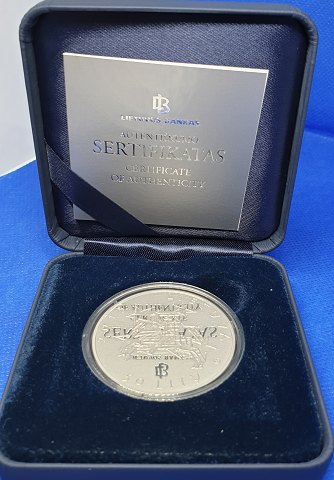 LIETUVOS BANKAS
AUTENTIŠKUMO
SERTIFIKATAS
CERTIFICATE
OF AUTHENTICITY